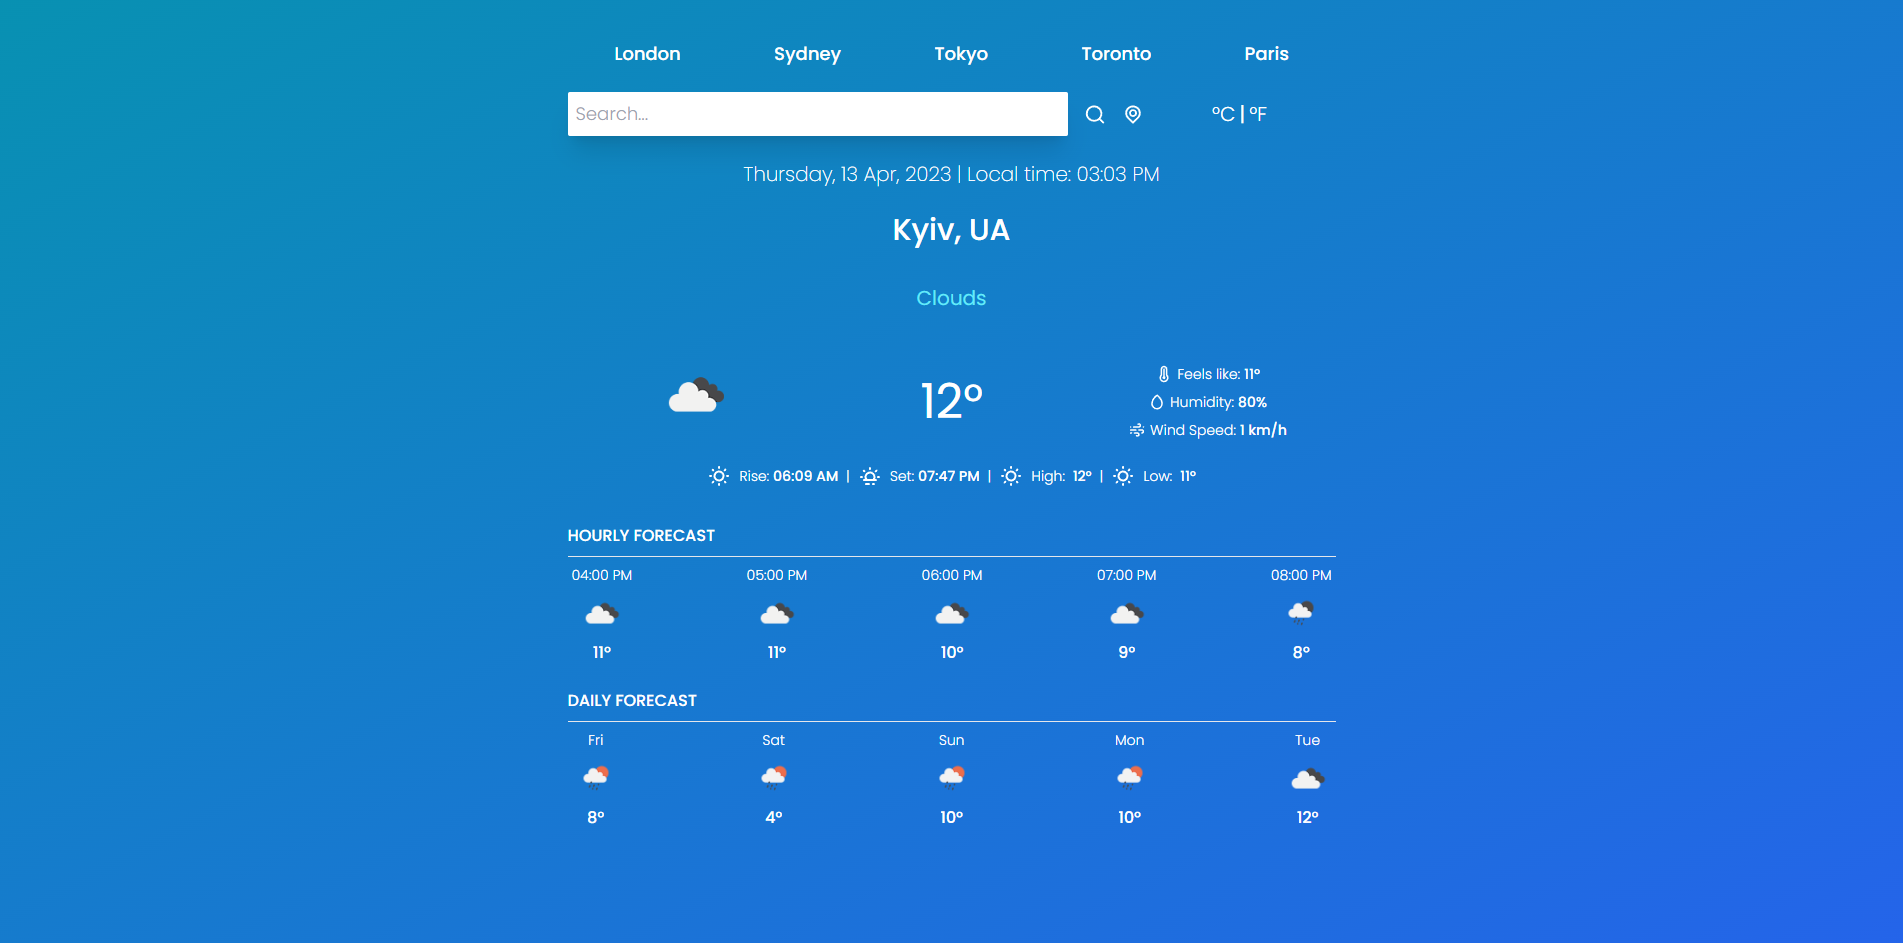 London Sydney Tokyo Toronto Paris
Search... °C | °F
Thursday, 13 Apr, 2023 | Local time: 03:03 PM
Kyiv, UA
Clouds
12°
Feels like: 11°
Humidity: 80%
Wind Speed: 1 km/h
Rise: 06:09 AM | Set: 07:47 PM | High: 12° | Low: 11°
HOURLY FORECAST
04:00 PM 05:00 PM 06:00 PM 07:00 PM 08:00 PM
11° 11° 10° 9° 8°
DAILY FORECAST
Fri Sat Sun Mon Tue
8° 4° 10° 10° 12°